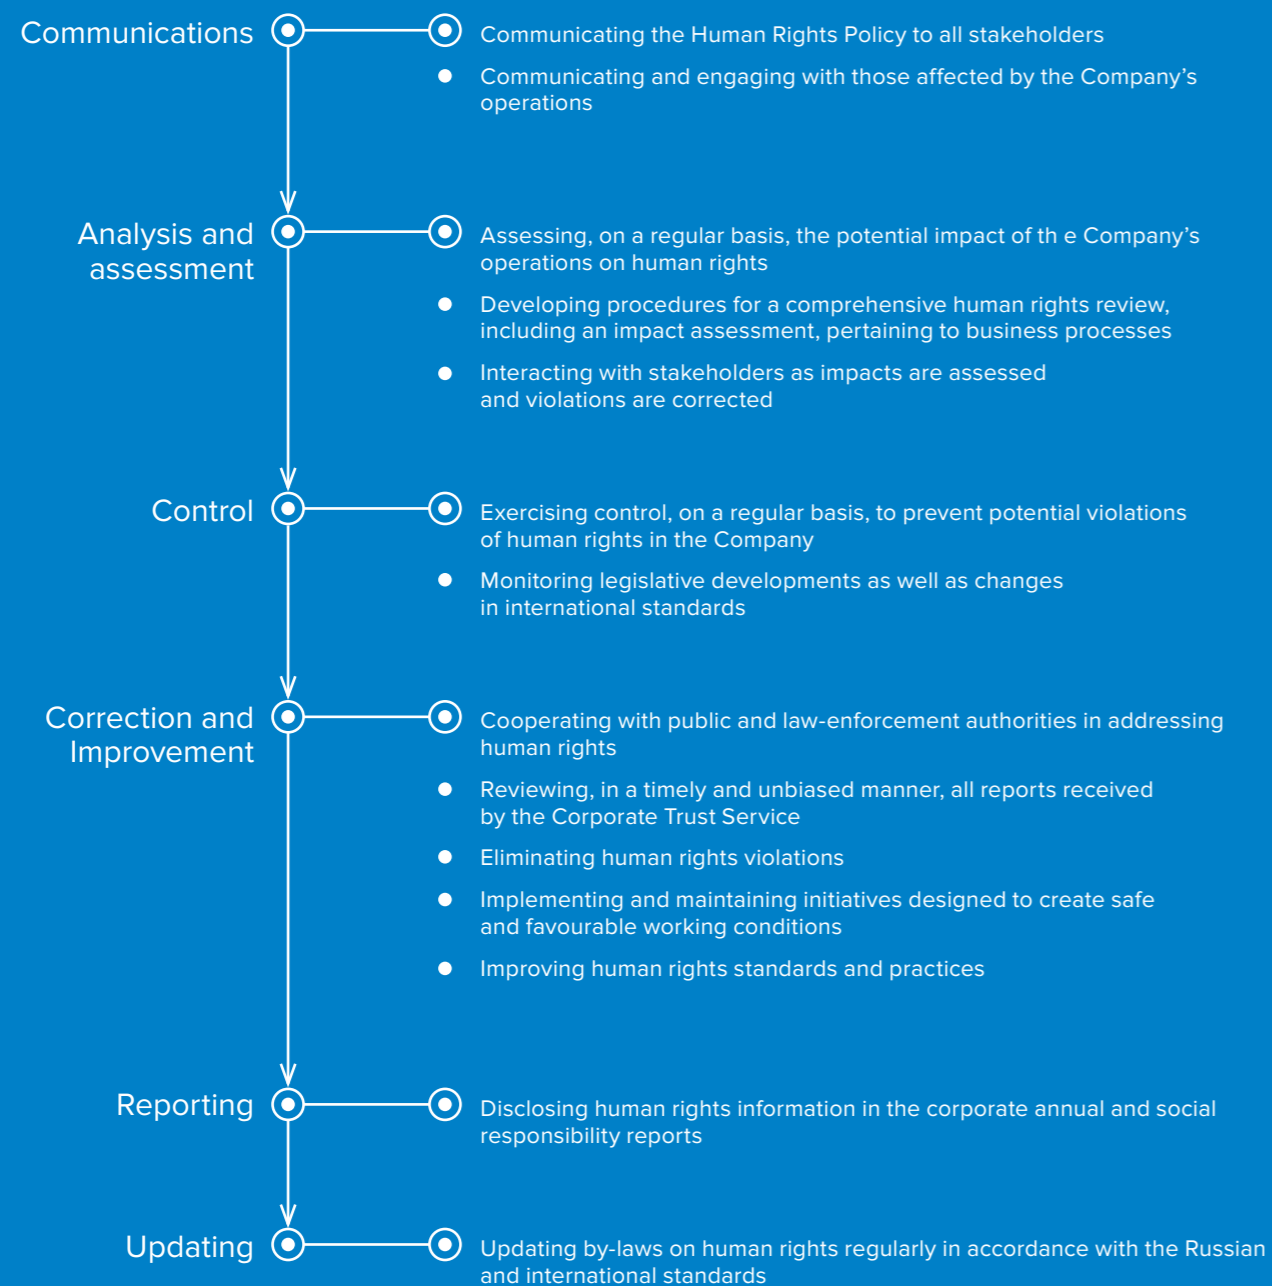 Communications
Communicating the Human Rights Policy to all stakeholders
Communicating and engaging with those affected by the Company’s
operations
Analysis and
assessment
Assessing, on a regular basis, the potential impact of th e Company’s
operations on human rights
Developing procedures for a comprehensive human rights review,
including an impact assessment, pertaining to business processes
Interacting with stakeholders as impacts are assessed
and violations are corrected
Control
Exercising control, on a regular basis, to prevent potential violations
of human rights in the Company
Monitoring legislative developments as well as changes
in international standards
Correction and
Improvement
Cooperating with public and law-enforcement authorities in addressing
human rights
Reviewing, in a timely and unbiased manner, all reports received
by the Corporate Trust Service
Eliminating human rights violations
Implementing and maintaining initiatives designed to create safe
and favourable working conditions
Improving human rights standards and practices
Reporting
Disclosing human rights information in the corporate annual and social
responsibility reports
Updating
Updating by-laws on human rights regularly in accordance with the Russian
and international standards